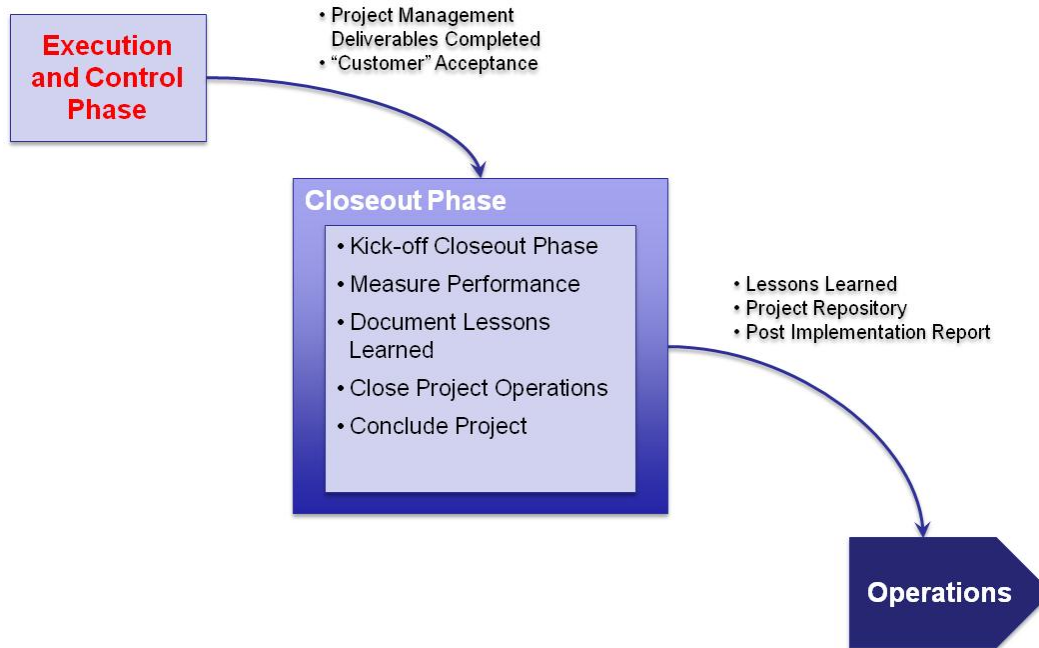 • Project Management
Deliverables Completed
• “Customer” Acceptance
Execution
and Control
Phase
Closeout Phase
• Kick-off Closeout Phase
• Measure Performance
• Document Lessons
Learned
• Close Project Operations
• Conclude Project
• Lessons Learned
• Project Repository
• Post Implementation Report
Operations